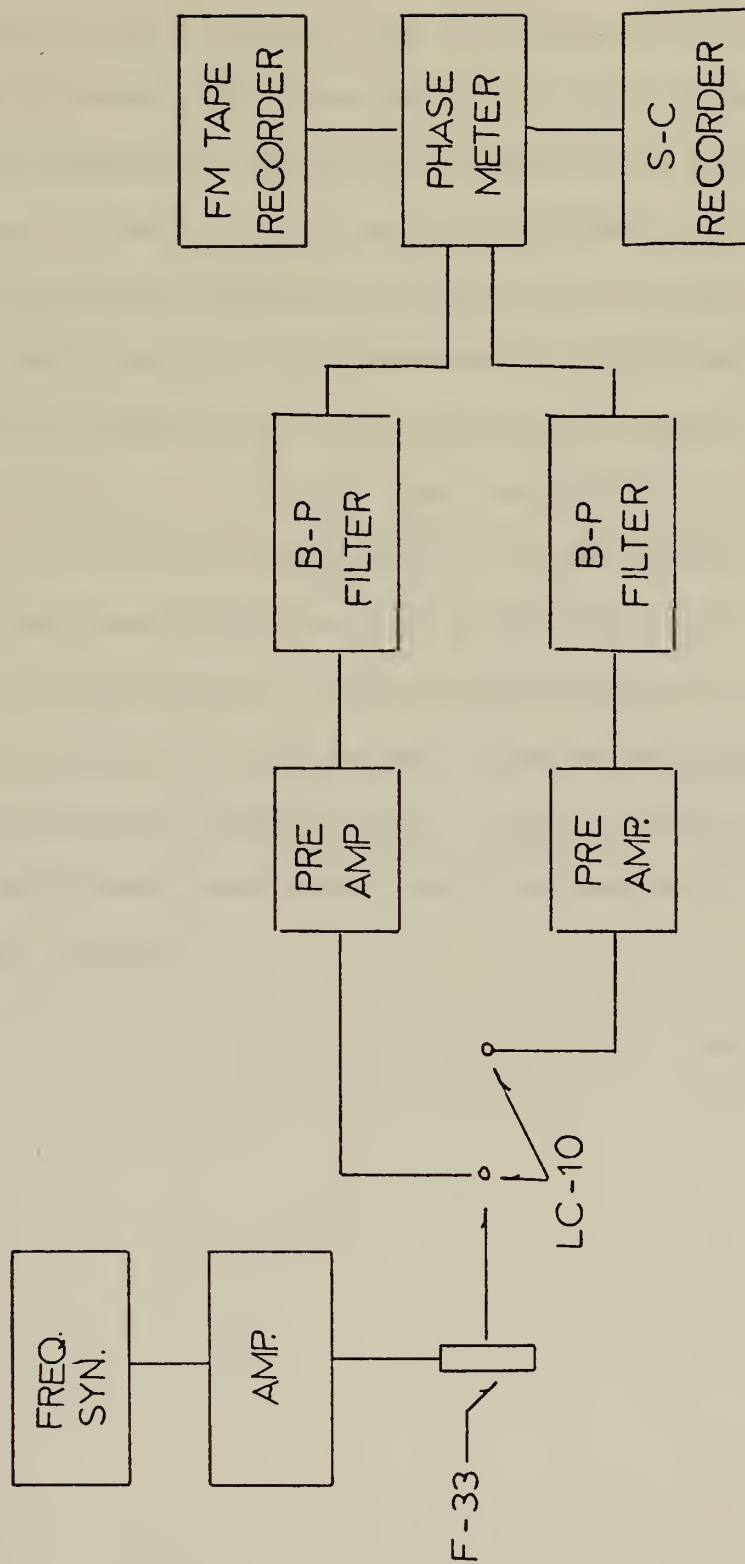 FREQ.
SYN.
AMP.
F-33
LC-10
PRE
AMP
PRE
AMP.
B-P
FILTER
B-P
FILTER
FM TAPE
RECORDER
PHASE
METER
S-C
RECORDER